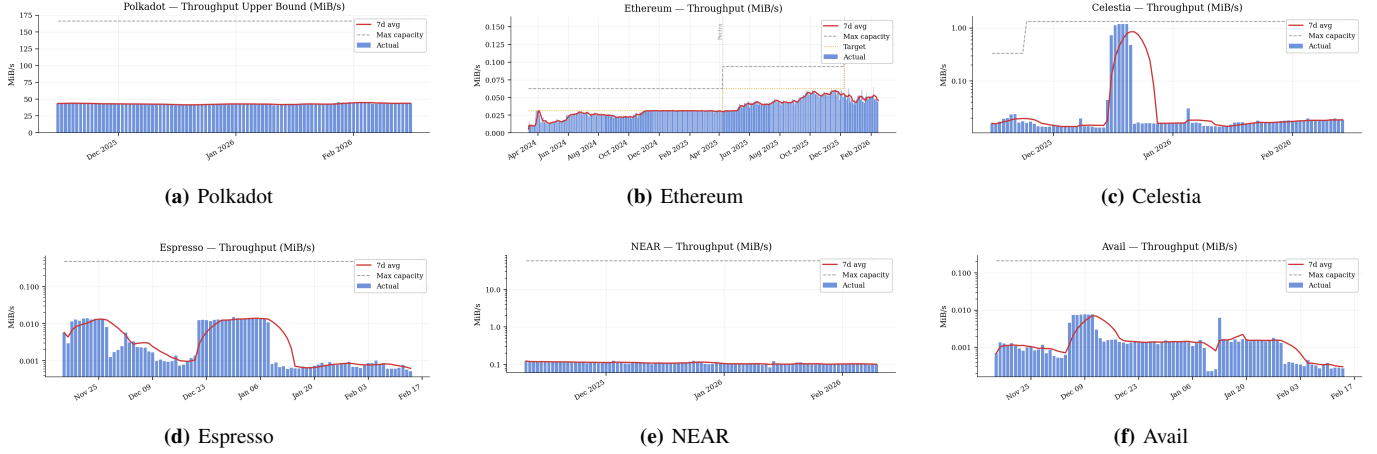 Polkadot — Throughput Upper Bound (MiB/s)
MiB/s
175
150
125
100
75
50
25
0
7d avg
Max capacity
Actual
Dec 2025
Jan 2026
Feb 2026
(a) Polkadot
Ethereum — Throughput (MiB/s)
MiB/s
0.150
0.125
0.100
0.075
0.050
0.025
0.000
Pectra
7d avg
Max capacity
Target
Actual
Apr 2024
Jun 2024
Aug 2024
Oct 2024
Dec 2024
Feb 2025
Apr 2025
Jun 2025
Aug 2025
Oct 2025
Dec 2025
Feb 2026
(b) Ethereum
Celestia — Throughput (MiB/s)
MiB/s
1.00
0.10
7d avg
Max capacity
Actual
Dec 2025
Jan 2026
Feb 2026
(c) Celestia
Espresso — Throughput (MiB/s)
MiB/s
0.100
0.010
0.001
7d avg
Max capacity
Actual
Nov 25
Dec 09
Dec 23
Jan 06
Jan 20
Feb 03
Feb 17
(d) Espresso
NEAR — Throughput (MiB/s)
MiB/s
10.0
1.0
0.1
7d avg
Max capacity
Actual
Dec 2025
Jan 2026
Feb 2026
(e) NEAR
Avail — Throughput (MiB/s)
MiB/s
0.100
0.010
0.001
7d avg
Max capacity
Actual
Nov 25
Dec 09
Dec 23
Jan 06
Jan 20
Feb 03
Feb 17
(f) Avail